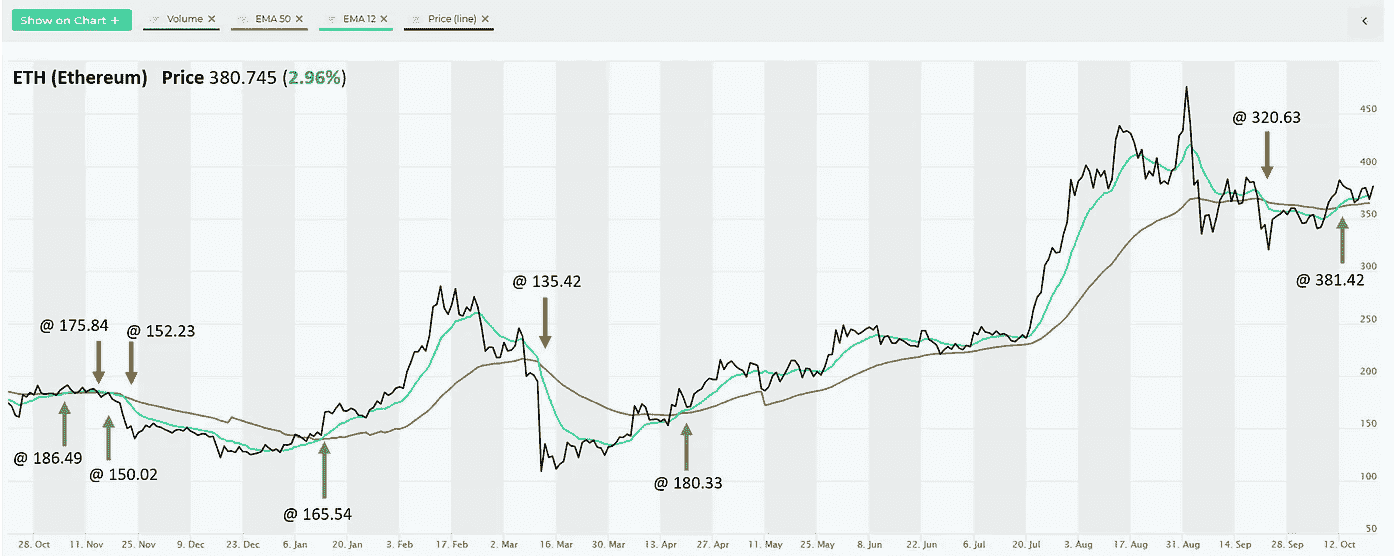 Show on Chart +
Volume ✕
EMA 50 ✕
EMA 12 ✕
Price (line) ✕
ETH (Ethereum) Price 380.745 (2.96%)
@ 320.63
@ 135.42
@ 175.84
@ 152.23
@ 381.42
@ 186.49
@ 150.02
@ 180.33
@ 165.54
450
400
350
300
250
200
150
100
50
28. Oct 11. Nov 25. Nov 9. Dec 23. Dec 6. Jan 20. Jan 3. Feb 17. Feb 2. Mar 16. Mar 30. Mar 13. Apr 27. Apr 11. May 25. May 8. Jun 22. Jun 6. Jul 20. Jul 3. Aug 17. Aug 31. Aug 14. Sep 28. Sep 12. Oct